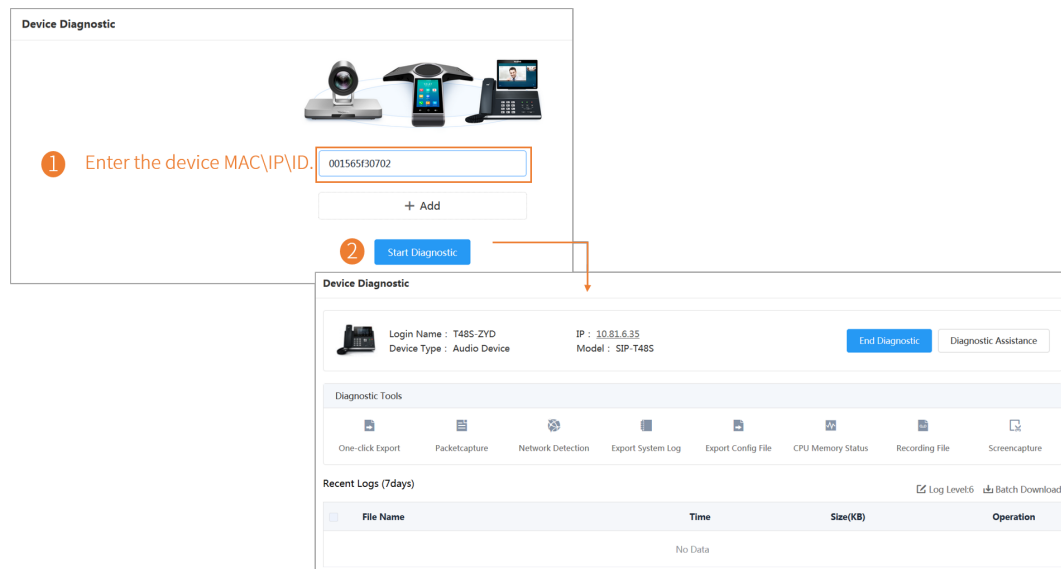 Device Diagnostic
1 Enter the device MAC\IP\ID. 001565f30702
+ Add
2 Start Diagnostic
Device Diagnostic
Login Name : T48S-ZYD IP : 10.81.6.35
Device Type : Audio Device Model : SIP-T48S
End Diagnostic Diagnostic Assistance
Diagnostic Tools
One-click Export Packetcapture Network Detection Export System Log Export Config File CPU Memory Status Recording File Screencapture
Recent Logs (7days) Log Level:6 Batch Download
File Name Time Size(KB) Operation
No Data